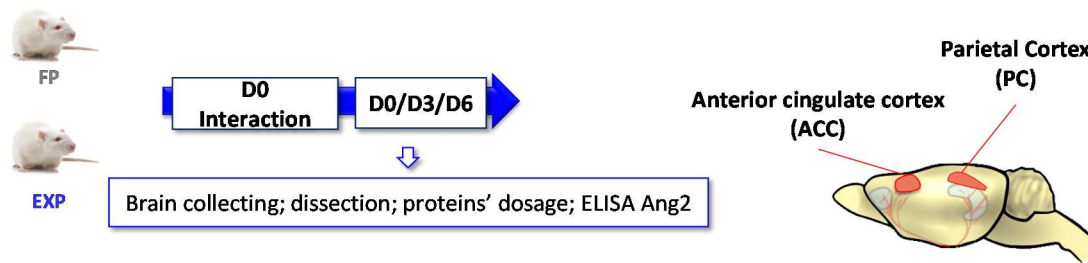 FP
EXP
D0
Interaction
D0/D3/D6
Brain collecting; dissection; proteins’ dosage; ELISA Ang2
Anterior cingulate cortex
(ACC)
Parietal Cortex
(PC)